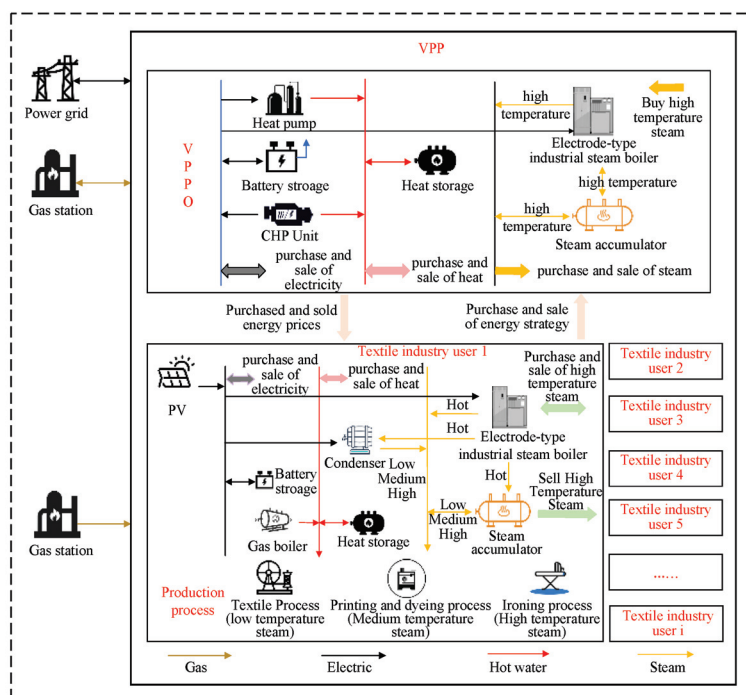 VPP
Power grid
Gas station
V
P
P
O
Heat pump
Battery stroage
CHP Unit
Heat storage
high
temperature
Buy high
temperature
steam
Electrode-type
industrial steam boiler
high temperature
high
temperature
Steam accumulator
purchase and
sale of
electricity
purchase and
sale of heat
purchase and sale of steam
Purchased and sold
energy prices
Purchase and sale
of energy strategy
Textile industry user 1
PV
purchase and
sale of
electricity
purchase and
sale of heat
Hot
Hot
Purchase and
sale of high
temperature
steam
Electrode-type
industrial steam boiler
Condenser
Low
Medium
High
Hot
Sell High
Temperature
Steam
Battery
stroage
Low
Medium
High
Steam
accumulator
Gas boiler
Heat storage
Gas station
Production
process
Textile Process
(low temperature
steam)
Printing and dyeing process
(Medium temperature
steam)
Ironing process
(High temperature
steam)
Textile industry
user 2
Textile industry
user 3
Textile industry
user 4
Textile industry
user 5
......
Textile industry
user i
Gas
Electric
Hot water
Steam